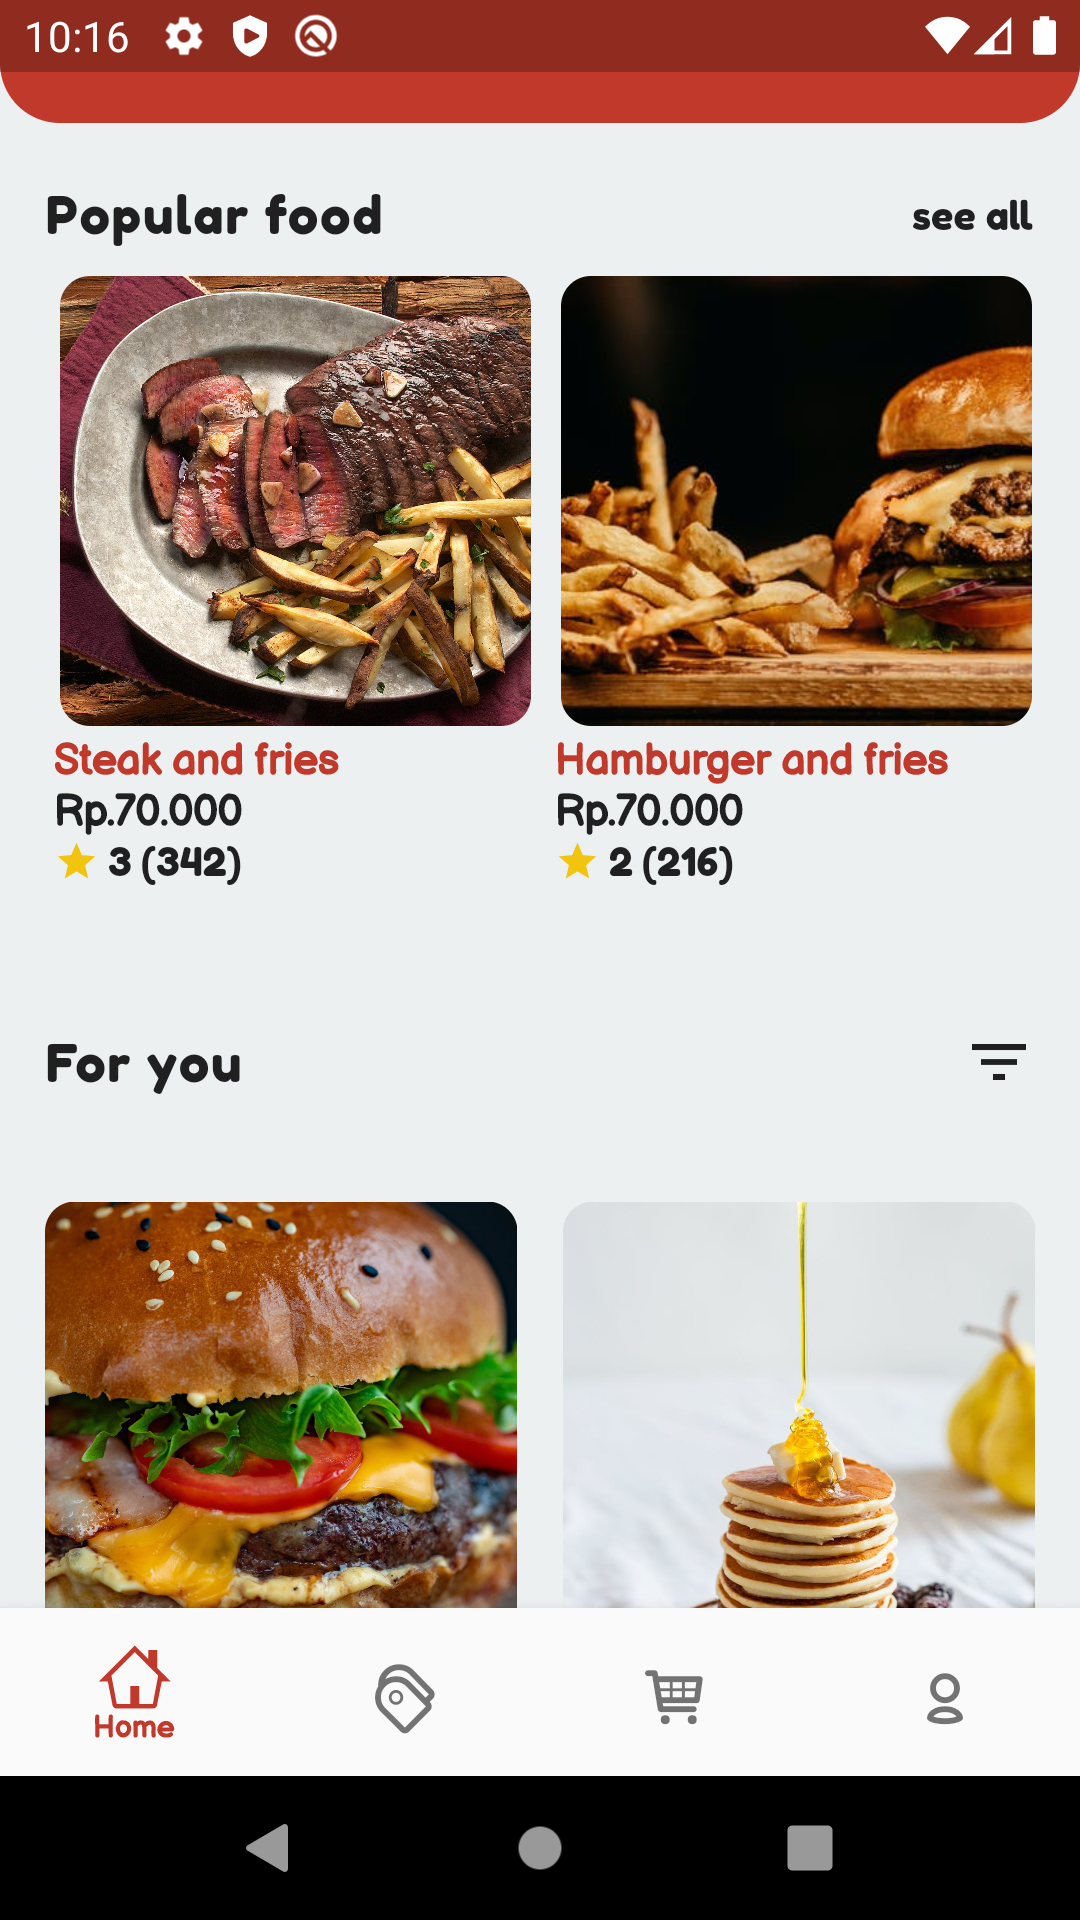 10:16
Popular food
see all
Steak and fries
Hamburger and fries
Rp.70.000
Rp.70.000
3 (342)
2 (216)
For you
Home